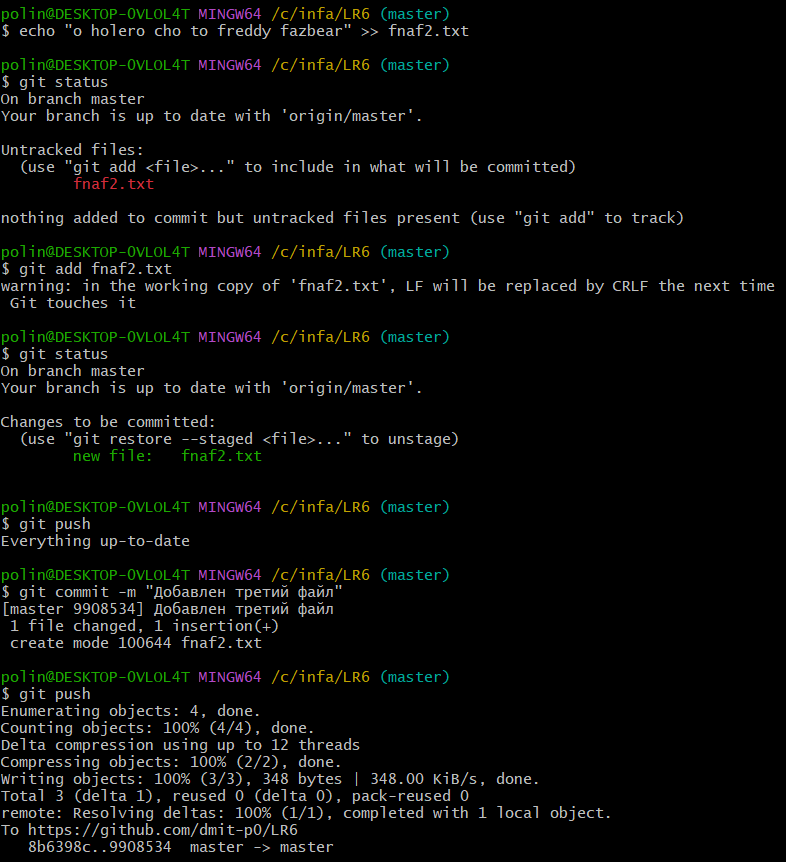 polin@DESKTOP-0VLOL4T MINGW64 /c/infa/LR6 (master)
$ echo "o holero cho to freddy fazbear" >> fnaf2.txt
polin@DESKTOP-0VLOL4T MINGW64 /c/infa/LR6 (master)
$ git status
On branch master
Your branch is up to date with 'origin/master'.
Untracked files:
  (use "git add <file>..." to include in what will be committed)
        fnaf2.txt
nothing added to commit but untracked files present (use "git add" to track)
polin@DESKTOP-0VLOL4T MINGW64 /c/infa/LR6 (master)
$ git add fnaf2.txt
warning: in the working copy of 'fnaf2.txt', LF will be replaced by CRLF the next time
 Git touches it
polin@DESKTOP-0VLOL4T MINGW64 /c/infa/LR6 (master)
$ git status
On branch master
Your branch is up to date with 'origin/master'.
Changes to be committed:
  (use "git restore --staged <file>..." to unstage)
        new file:   fnaf2.txt
polin@DESKTOP-0VLOL4T MINGW64 /c/infa/LR6 (master)
$ git push
Everything up-to-date
polin@DESKTOP-0VLOL4T MINGW64 /c/infa/LR6 (master)
$ git commit -m "Добавлен третий файл"
[master 9908534] Добавлен третий файл
 1 file changed, 1 insertion(+)
 create mode 100644 fnaf2.txt
polin@DESKTOP-0VLOL4T MINGW64 /c/infa/LR6 (master)
$ git push
Enumerating objects: 4, done.
Counting objects: 100% (4/4), done.
Delta compression using up to 12 threads
Compressing objects: 100% (2/2), done.
Writing objects: 100% (3/3), 348 bytes | 348.00 KiB/s, done.
Total 3 (delta 1), reused 0 (delta 0), pack-reused 0
remote: Resolving deltas: 100% (1/1), completed with 1 local object.
To https://github.com/dmit-p0/LR6
   8b6398c..9908534  master -> master